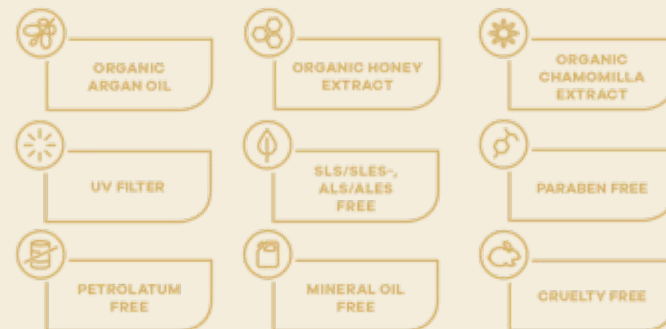 ORGANIC
ARGAN OIL
ORGANIC HONEY
EXTRACT
ORGANIC
CHAMOMILLA
EXTRACT
UV FILTER
SLS/SLES-,
ALS/ALES
FREE
PARABEN FREE
PETROLATUM
FREE
MINERAL OIL
FREE
CRUELTY FREE